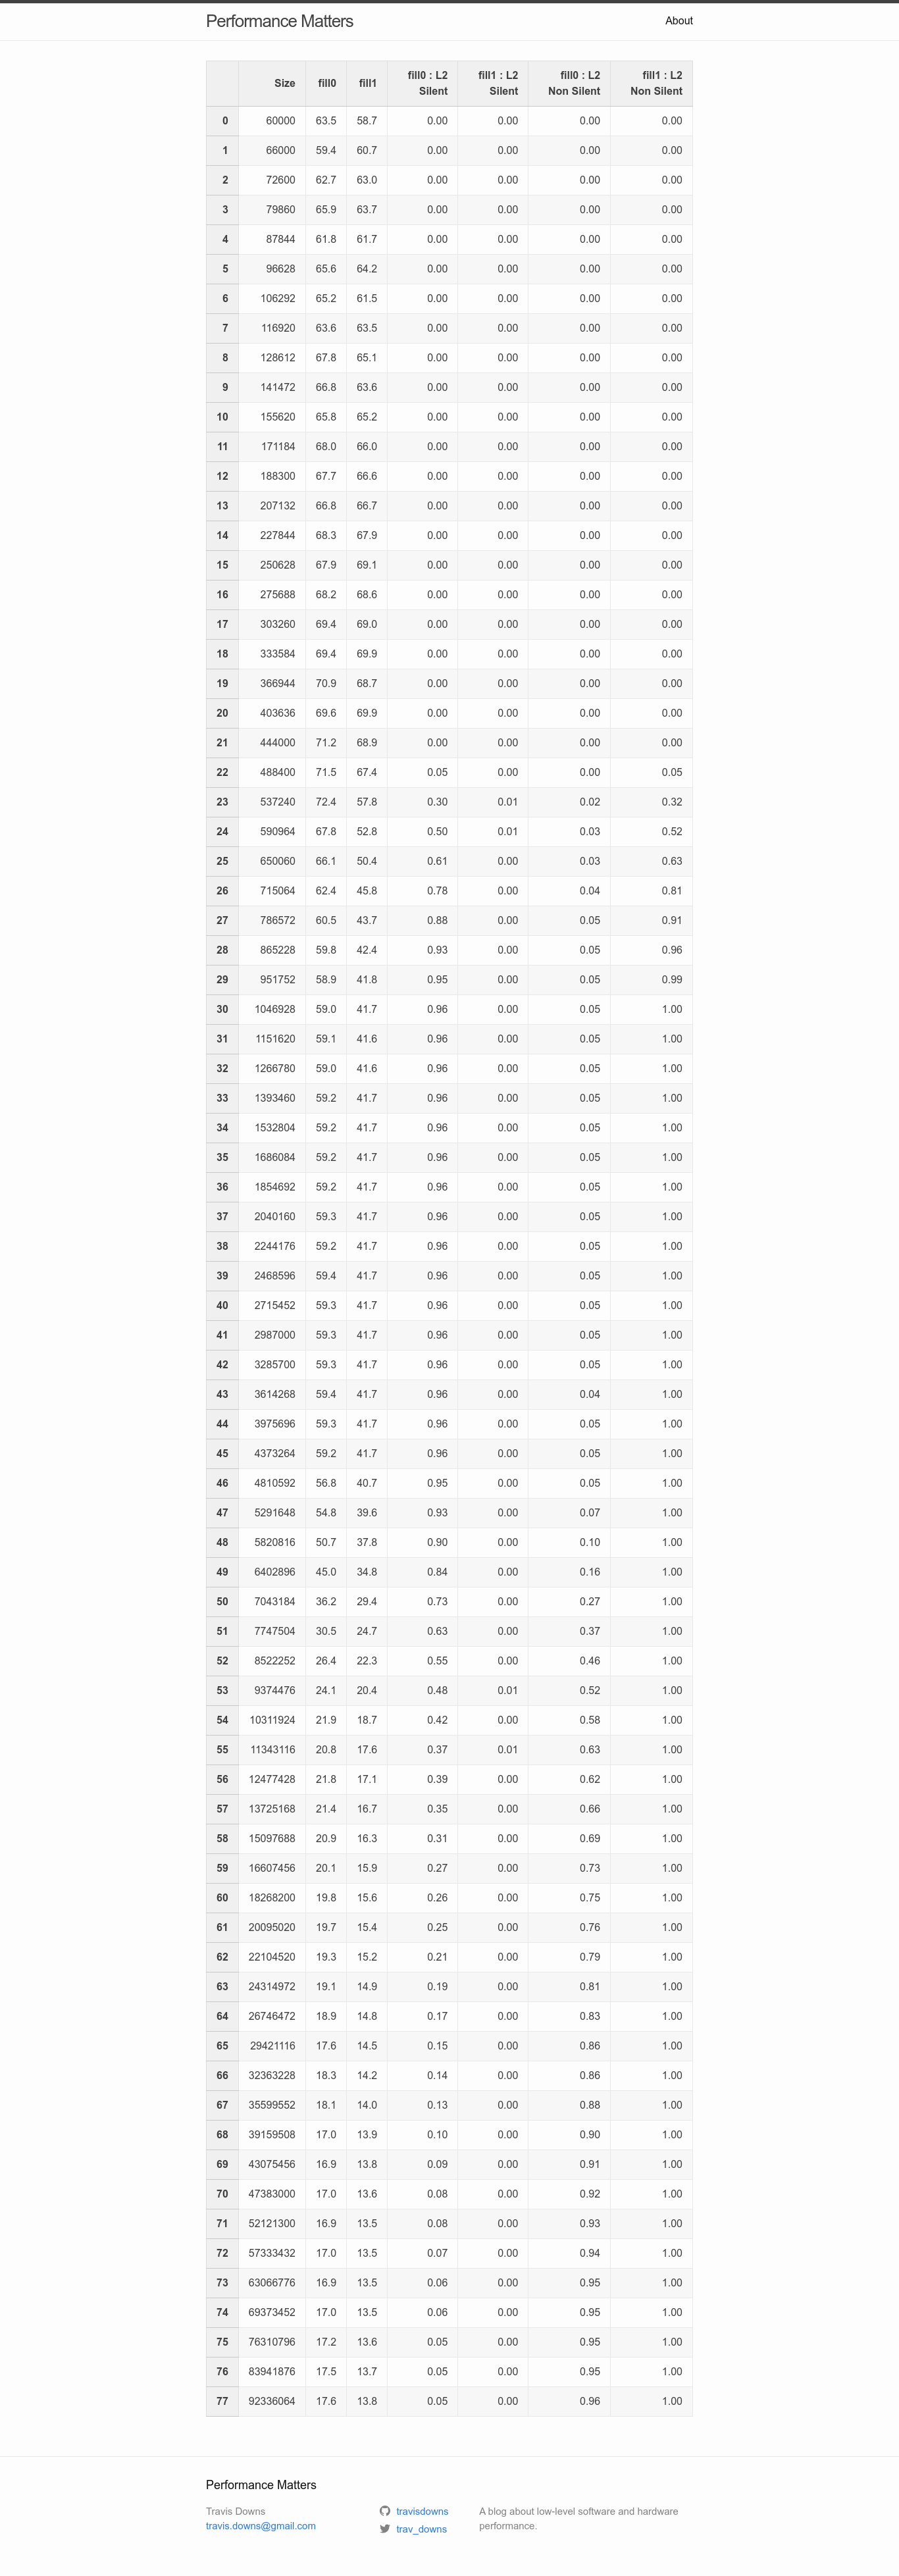 Performance Matters
About
Size fill0 fill1 fill0 : L2 Silent fill1 : L2 Silent fill0 : L2 Non Silent fill1 : L2 Non Silent
0 60000 63.5 58.7 0.00 0.00 0.00 0.00
1 66000 59.4 60.7 0.00 0.00 0.00 0.00
2 72600 62.7 63.0 0.00 0.00 0.00 0.00
3 79860 65.9 63.7 0.00 0.00 0.00 0.00
4 87844 61.8 61.7 0.00 0.00 0.00 0.00
5 96628 65.6 64.2 0.00 0.00 0.00 0.00
6 106292 65.2 61.5 0.00 0.00 0.00 0.00
7 116920 63.6 63.5 0.00 0.00 0.00 0.00
8 128612 67.8 65.1 0.00 0.00 0.00 0.00
9 141472 66.8 63.6 0.00 0.00 0.00 0.00
10 155620 65.8 65.2 0.00 0.00 0.00 0.00
11 171184 68.0 66.0 0.00 0.00 0.00 0.00
12 188300 67.7 66.6 0.00 0.00 0.00 0.00
13 207132 66.8 66.7 0.00 0.00 0.00 0.00
14 227844 68.3 67.9 0.00 0.00 0.00 0.00
15 250628 67.9 69.1 0.00 0.00 0.00 0.00
16 275688 68.2 68.6 0.00 0.00 0.00 0.00
17 303260 69.4 69.0 0.00 0.00 0.00 0.00
18 333584 69.4 69.9 0.00 0.00 0.00 0.00
19 366944 70.9 68.7 0.00 0.00 0.00 0.00
20 403636 69.6 69.9 0.00 0.00 0.00 0.00
21 444000 71.2 68.9 0.00 0.00 0.00 0.00
22 488400 71.5 67.4 0.05 0.00 0.00 0.05
23 537240 72.4 57.8 0.30 0.01 0.02 0.32
24 590964 67.8 52.8 0.50 0.01 0.03 0.52
25 650060 66.1 50.4 0.61 0.00 0.03 0.63
26 715064 62.4 45.8 0.78 0.00 0.04 0.81
27 786572 60.5 43.7 0.88 0.00 0.05 0.91
28 865228 59.8 42.4 0.93 0.00 0.05 0.96
29 951752 58.9 41.8 0.95 0.00 0.05 0.99
30 1046928 59.0 41.7 0.96 0.00 0.05 1.00
31 1151620 59.1 41.6 0.96 0.00 0.05 1.00
32 1266780 59.0 41.6 0.96 0.00 0.05 1.00
33 1393460 59.2 41.7 0.96 0.00 0.05 1.00
34 1532804 59.2 41.7 0.96 0.00 0.05 1.00
35 1686084 59.2 41.7 0.96 0.00 0.05 1.00
36 1854692 59.2 41.7 0.96 0.00 0.05 1.00
37 2040160 59.3 41.7 0.96 0.00 0.05 1.00
38 2244176 59.2 41.7 0.96 0.00 0.05 1.00
39 2468596 59.4 41.7 0.96 0.00 0.05 1.00
40 2715452 59.3 41.7 0.96 0.00 0.05 1.00
41 2987000 59.3 41.7 0.96 0.00 0.05 1.00
42 3285700 59.3 41.7 0.96 0.00 0.05 1.00
43 3614268 59.4 41.7 0.96 0.00 0.04 1.00
44 3975696 59.3 41.7 0.96 0.00 0.05 1.00
45 4373264 59.2 41.7 0.96 0.00 0.05 1.00
46 4810592 56.8 40.7 0.95 0.00 0.05 1.00
47 5291648 54.8 39.6 0.93 0.00 0.07 1.00
48 5820816 50.7 37.8 0.90 0.00 0.10 1.00
49 6402896 45.0 34.8 0.84 0.00 0.16 1.00
50 7043184 36.2 29.4 0.73 0.00 0.27 1.00
51 7747504 30.5 24.7 0.63 0.00 0.37 1.00
52 8522252 26.4 22.3 0.55 0.00 0.46 1.00
53 9374476 24.1 20.4 0.48 0.01 0.52 1.00
54 10311924 21.9 18.7 0.42 0.00 0.58 1.00
55 11343116 20.8 17.6 0.37 0.01 0.63 1.00
56 12477428 21.8 17.1 0.39 0.00 0.62 1.00
57 13725168 21.4 16.7 0.35 0.00 0.66 1.00
58 15097688 20.9 16.3 0.31 0.00 0.69 1.00
59 16607456 20.1 15.9 0.27 0.00 0.73 1.00
60 18268200 19.8 15.6 0.26 0.00 0.75 1.00
61 20095020 19.7 15.4 0.25 0.00 0.76 1.00
62 22104520 19.3 15.2 0.21 0.00 0.79 1.00
63 24314972 19.1 14.9 0.19 0.00 0.81 1.00
64 26746472 18.9 14.8 0.17 0.00 0.83 1.00
65 29421116 17.6 14.5 0.15 0.00 0.86 1.00
66 32363228 18.3 14.2 0.14 0.00 0.86 1.00
67 35599552 18.1 14.0 0.13 0.00 0.88 1.00
68 39159508 17.0 13.9 0.10 0.00 0.90 1.00
69 43075456 16.9 13.8 0.09 0.00 0.91 1.00
70 47383000 17.0 13.6 0.08 0.00 0.92 1.00
71 52121300 16.9 13.5 0.08 0.00 0.93 1.00
72 57333432 17.0 13.5 0.07 0.00 0.94 1.00
73 63066776 16.9 13.5 0.06 0.00 0.95 1.00
74 69373452 17.0 13.5 0.06 0.00 0.95 1.00
75 76310796 17.2 13.6 0.05 0.00 0.95 1.00
76 83941876 17.5 13.7 0.05 0.00 0.95 1.00
77 92336064 17.6 13.8 0.05 0.00 0.96 1.00
Performance Matters
Travis Downs
travis.downs@gmail.com
travisdowns
trav_downs
A blog about low-level software and hardware
performance.